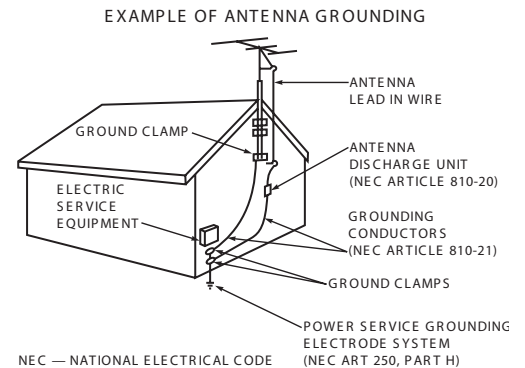 EXAMPLE OF ANTENNA GROUNDING
ANTENNA
LEAD IN WIRE
GROUND CLAMP
ANTENNA
DISCHARGE UNIT
(NEC ARTICLE 810-20)
ELECTRIC
SERVICE
EQUIPMENT
GROUNDING
CONDUCTORS
(NEC ARTICLE 810-21)
GROUND CLAMPS
POWER SERVICE GROUNDING
ELECTRODE SYSTEM
(NEC ART 250, PART H)
NEC — NATIONAL ELECTRICAL CODE